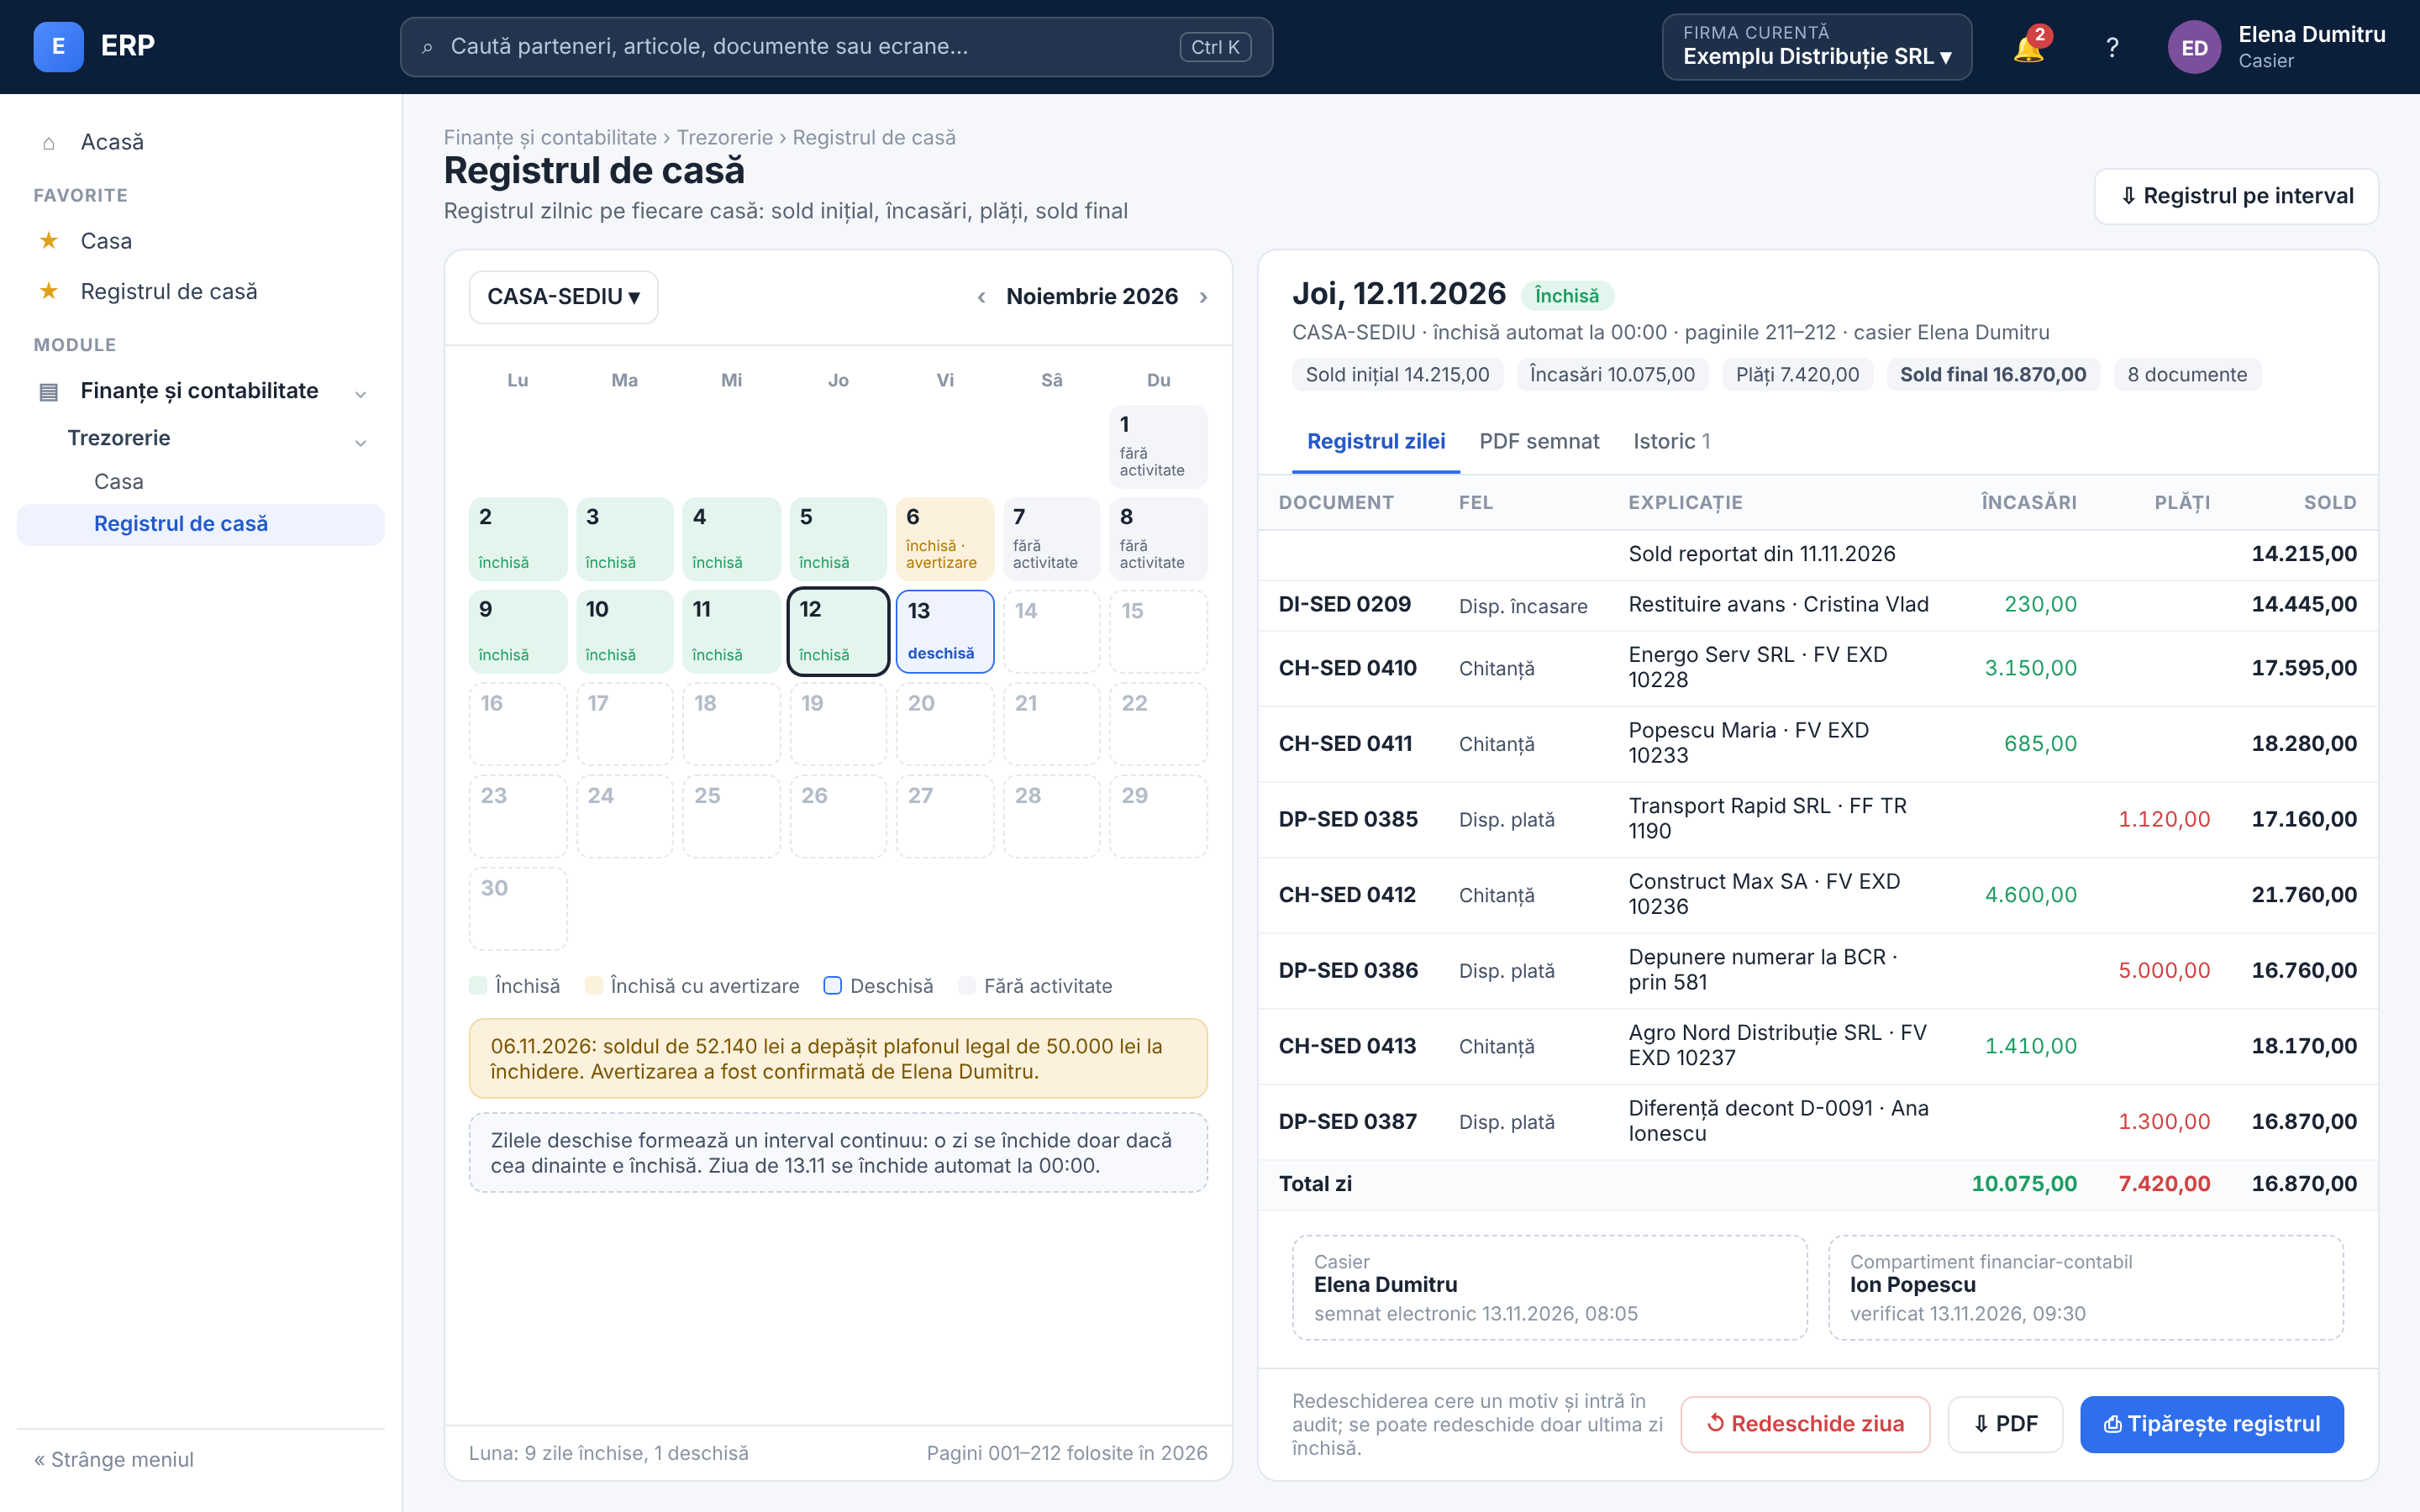 E ERP
Caută parteneri, articole, documente sau ecrane...
Ctrl K
FIRMA CURENTĂ
Exemplu Distribuție SRL ▾
2
?
ED
Elena Dumitru
Casier
Acasă
FAVORITE
★ Casa
★ Registrul de casă
MODULE
Finanțe și contabilitate
Trezorerie
Casa
Registrul de casă
« Strânge meniul
Finanțe și contabilitate › Trezorerie › Registrul de casă
Registrul de casă
Registrul zilnic pe fiecare casă: sold inițial, încasări, plăți, sold final
⇩ Registrul pe interval
CASA-SEDIU ▾
‹ Noiembrie 2026 ›
Lu Ma Mi Jo Vi Sâ Du
1
fără
activitate
2
închisă
3
închisă
4
închisă
5
închisă
6
închisă ·
avertizare
7
fără
activitate
8
fără
activitate
9
închisă
10
închisă
11
închisă
12
închisă
13
deschisă
14
15
16
17
18
19
20
21
22
23
24
25
26
27
28
29
30
Închisă
Închisă cu avertizare
Deschisă
Fără activitate
06.11.2026: soldul de 52.140 lei a depășit plafonul legal de 50.000 lei la
închidere. Avertizarea a fost confirmată de Elena Dumitru.
Zilele deschise formează un interval continuu: o zi se închide doar dacă
cea dinainte e închisă. Ziua de 13.11 se închide automat la 00:00.
Luna: 9 zile închise, 1 deschisă
Pagini 001–212 folosite în 2026
Joi, 12.11.2026 Închisă
CASA-SEDIU · închisă automat la 00:00 · paginile 211–212 · casier Elena Dumitru
Sold inițial 14.215,00
Încasări 10.075,00
Plăți 7.420,00
Sold final 16.870,00
8 documente
Registrul zilei
PDF semnat
Istoric 1
DOCUMENT FEL EXPLICAȚIE ÎNCASĂRI PLĂȚI SOLD
Sold reportat din 11.11.2026 14.215,00
DI-SED 0209 Disp. încasare Restituire avans · Cristina Vlad 230,00 14.445,00
CH-SED 0410 Chitanță Energo Serv SRL · FV EXD 3.150,00 17.595,00
10228
CH-SED 0411 Chitanță Popescu Maria · FV EXD 685,00 18.280,00
10233
DP-SED 0385 Disp. plată Transport Rapid SRL · FF TR 1.120,00 17.160,00
1190
CH-SED 0412 Chitanță Construct Max SA · FV EXD 4.600,00 21.760,00
10236
DP-SED 0386 Disp. plată Depunere numerar la BCR · 5.000,00 16.760,00
prin 581
CH-SED 0413 Chitanță Agro Nord Distribuție SRL · FV 1.410,00 18.170,00
EXD 10237
DP-SED 0387 Disp. plată Diferență decont D-0091 · Ana 1.300,00 16.870,00
Ionescu
Total zi 10.075,00 7.420,00 16.870,00
Casier
Elena Dumitru
semnat electronic 13.11.2026, 08:05
Compartiment financiar-contabil
Ion Popescu
verificat 13.11.2026, 09:30
Redeschiderea cere un motiv și intră în
audit; se poate redeschide doar ultima zi
închisă.
Redeschide ziua
⇩ PDF
Tipărește registrul